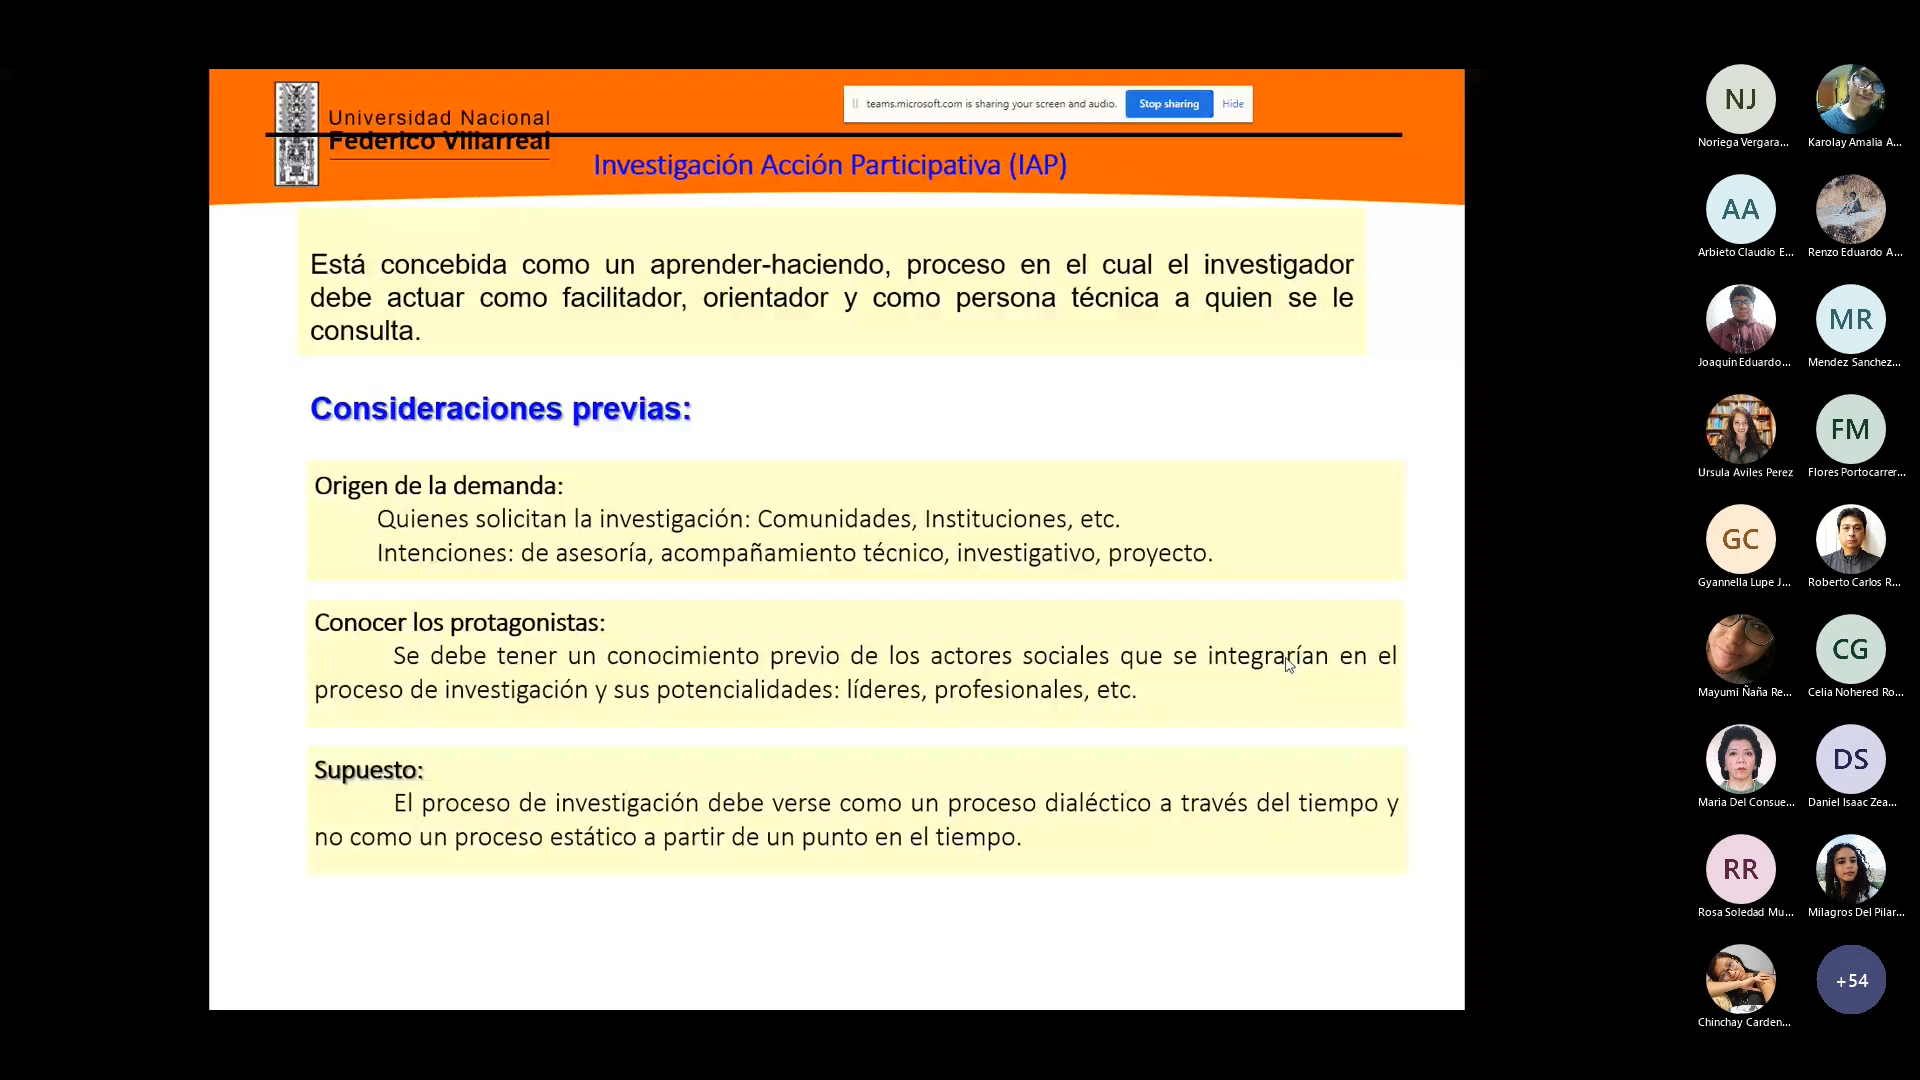 Universidad Nacional
Federico Villarreal
teams.microsoft.com is sharing your screen and audio.
Stop sharing
Hide
Investigación Acción Participativa (IAP)
Está concebida como un aprender-haciendo, proceso en el cual el investigador
debe actuar como facilitador, orientador y como persona técnica a quien se le
consulta.
Consideraciones previas:
Origen de la demanda:
Quienes solicitan la investigación: Comunidades, Instituciones, etc.
Intenciones: de asesoría, acompañamiento técnico, investigativo, proyecto.
Conocer los protagonistas:
Se debe tener un conocimiento previo de los actores sociales que se integrarían en el
proceso de investigación y sus potencialidades: líderes, profesionales, etc.
Supuesto:
El proceso de investigación debe verse como un proceso dialéctico a través del tiempo y
no como un proceso estático a partir de un punto en el tiempo.
NJ
Noriega Vergara...
Karolay Amalia A...
AA
Arbieto Claudio E...
Renzo Eduardo A...
Joaquin Eduardo...
MR
Mendez Sanchez...
Ursula Aviles Perez
FM
Flores Portocarrer...
GC
Gyannella Lupe J...
Roberto Carlos R...
Mayumi Ñaña Re...
CG
Celia Nohered Ro...
Maria Del Consue...
DS
Daniel Isaac Zea...
RR
Rosa Soledad Mu...
Milagros Del Pilar...
Chinchay Carden...
+54